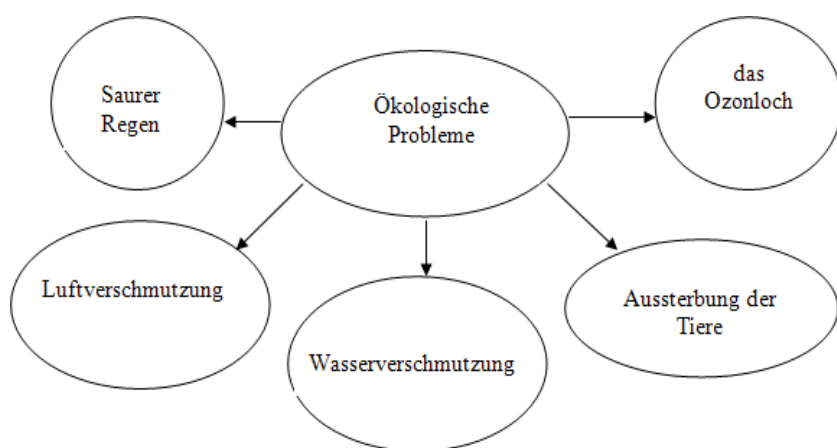 Ökologische
Probleme
Saurer
Regen
das
Ozonloch
Luftverschmutzung
Wasserverschmutzung
Aussterbung der
Tiere